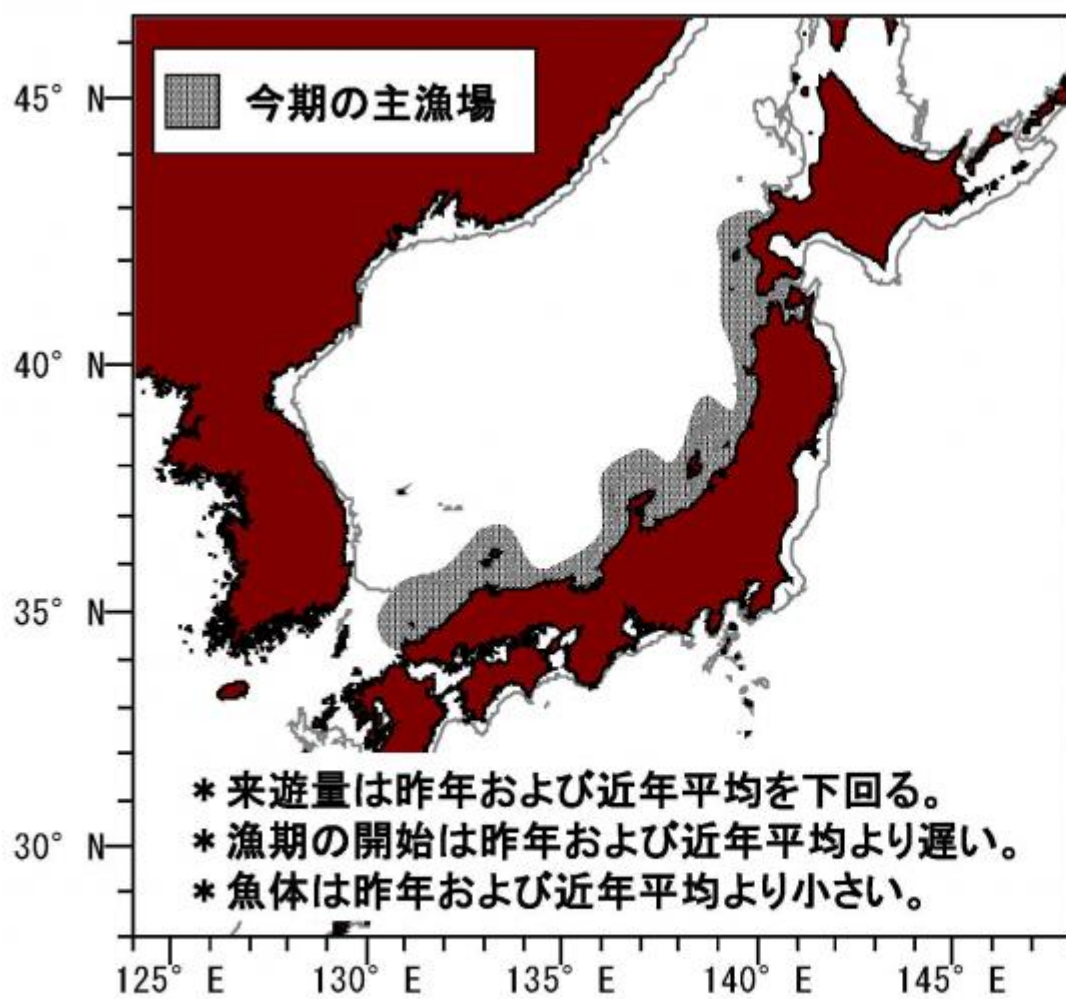 45° N
今期の主漁場
40° N
35° N
＊来遊量は昨年および近年平均を下回る。
＊漁期の開始は昨年および近年平均より遅い。
30° N
＊魚体は昨年および近年平均より小さい。
125° E 130° E 135° E 140° E 145° E